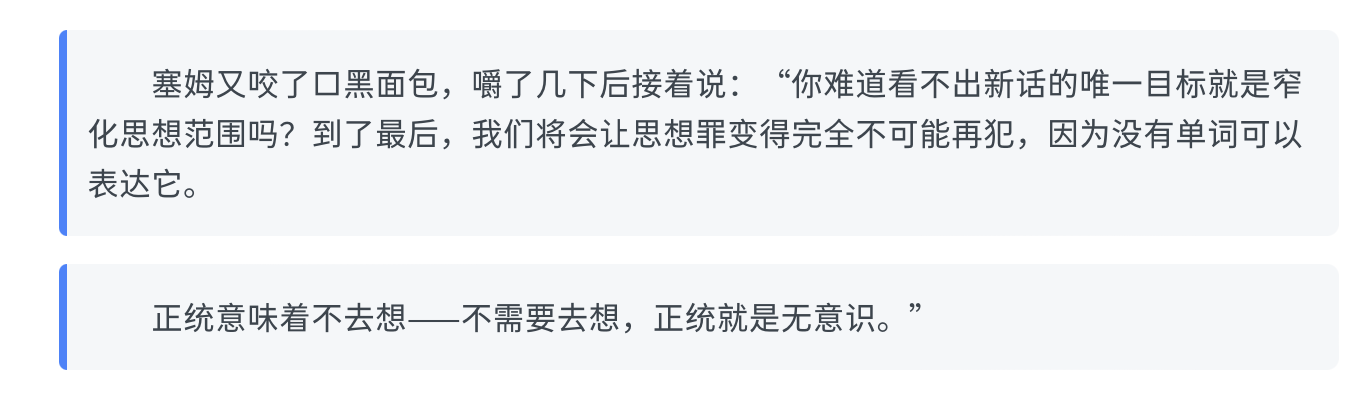 塞姆又咬了口黑面包，嚼了几下后接着说：“你难道看不出新话的唯一目标就是窄
化思想范围吗？到了最后，我们将会让思想罪变得完全不可能再犯，因为没有单词可以
表达它。
正统意味着不去想——不需要去想，正统就是无意识。”